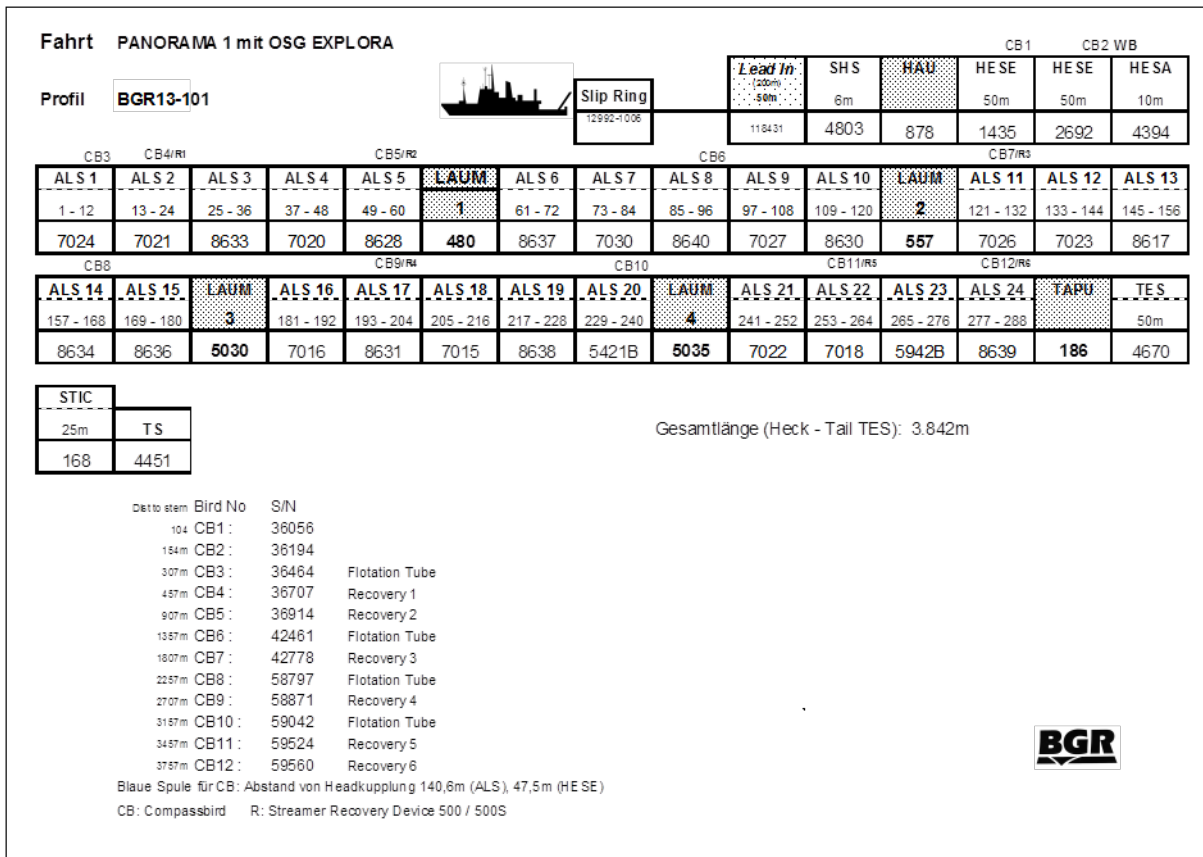 Fahrt PANORAMA 1 mit OSG EXPLORA
CB1 CB2 WB
Lead In SHS HAU HESE HESE HESA
(200m)
Profil BGR13-101 Slip Ring 50m 6m 50m 50m 10m
12992-1006 118431 4803 878 1435 2692 4394
CB3 CB4/R1 CB5/R2 CB6 CB7/R3
ALS 1 ALS 2 ALS 3 ALS 4 ALS 5 LAUM ALS 6 ALS 7 ALS 8 ALS 9 ALS 10 LAUM ALS 11 ALS 12 ALS 13
1 - 12 13 - 24 25 - 36 37 - 48 49 - 60 1 61 - 72 73 - 84 85 - 96 97 - 108 109 - 120 2 121 - 132 133 - 144 145 - 156
7024 7021 8633 7020 8628 480 8637 7030 8640 7027 8630 557 7026 7023 8617
CB8 CB9/R4 CB10 CB11/R5 CB12/R6
ALS 14 ALS 15 LAUM ALS 16 ALS 17 ALS 18 ALS 19 ALS 20 LAUM ALS 21 ALS 22 ALS 23 ALS 24 TAPU TES
157 - 168 169 - 180 3 181 - 192 193 - 204 205 - 216 217 - 228 229 - 240 4 241 - 252 253 - 264 265 - 276 277 - 288 50m
8634 8636 5030 7016 8631 7015 8638 5421B 5035 7022 7018 5942B 8639 186 4670
STIC
25m TS Gesamtlänge (Heck - Tail TES): 3.842m
168 4451
Dist to stern Bird No S/N
104 CB1 : 36056
154m CB2 : 36194
307m CB3 : 36464 Flotation Tube
457m CB4 : 36707 Recovery 1
907m CB5 : 36914 Recovery 2
1357m CB6 : 42461 Flotation Tube
1807m CB7 : 42778 Recovery 3
2257m CB8 : 58797 Flotation Tube
2707m CB9 : 58871 Recovery 4
3157m CB10 : 59042 Flotation Tube
3457m CB11 : 59524 Recovery 5
3757m CB12 : 59560 Recovery 6
BGR
Blaue Spule für CB: Abstand von Headkupplung 140,6m (ALS), 47,5m (HESE)
CB: Compassbird R: Streamer Recovery Device 500 / 500S